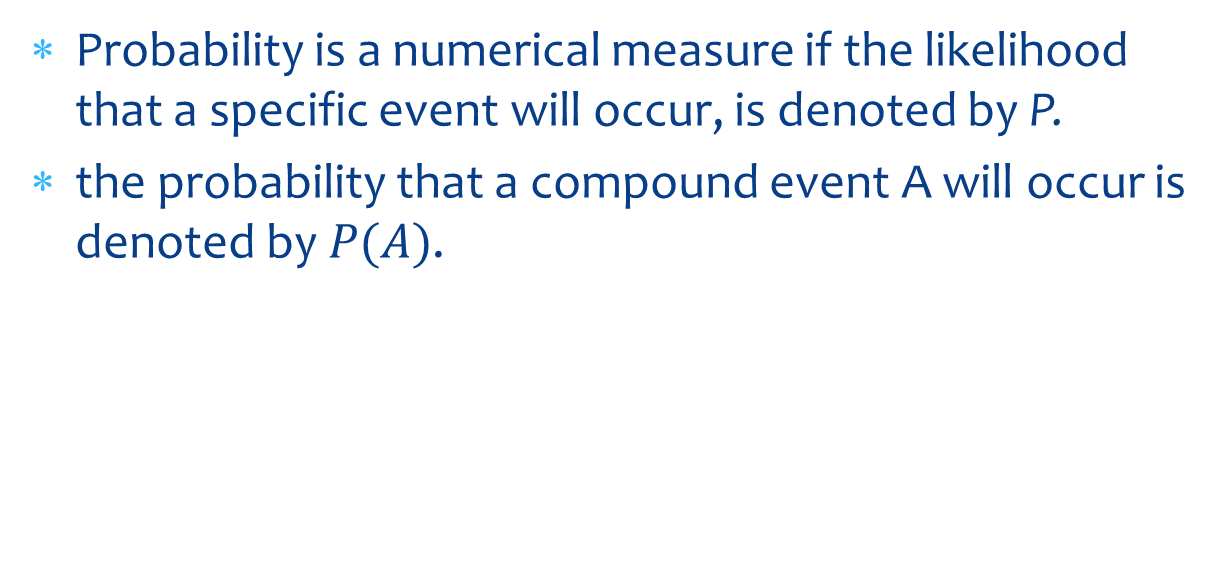 * Probability is a numerical measure if the likelihood
that a specific event will occur, is denoted by P.
* the probability that a compound event A will occur is
denoted by P(A).